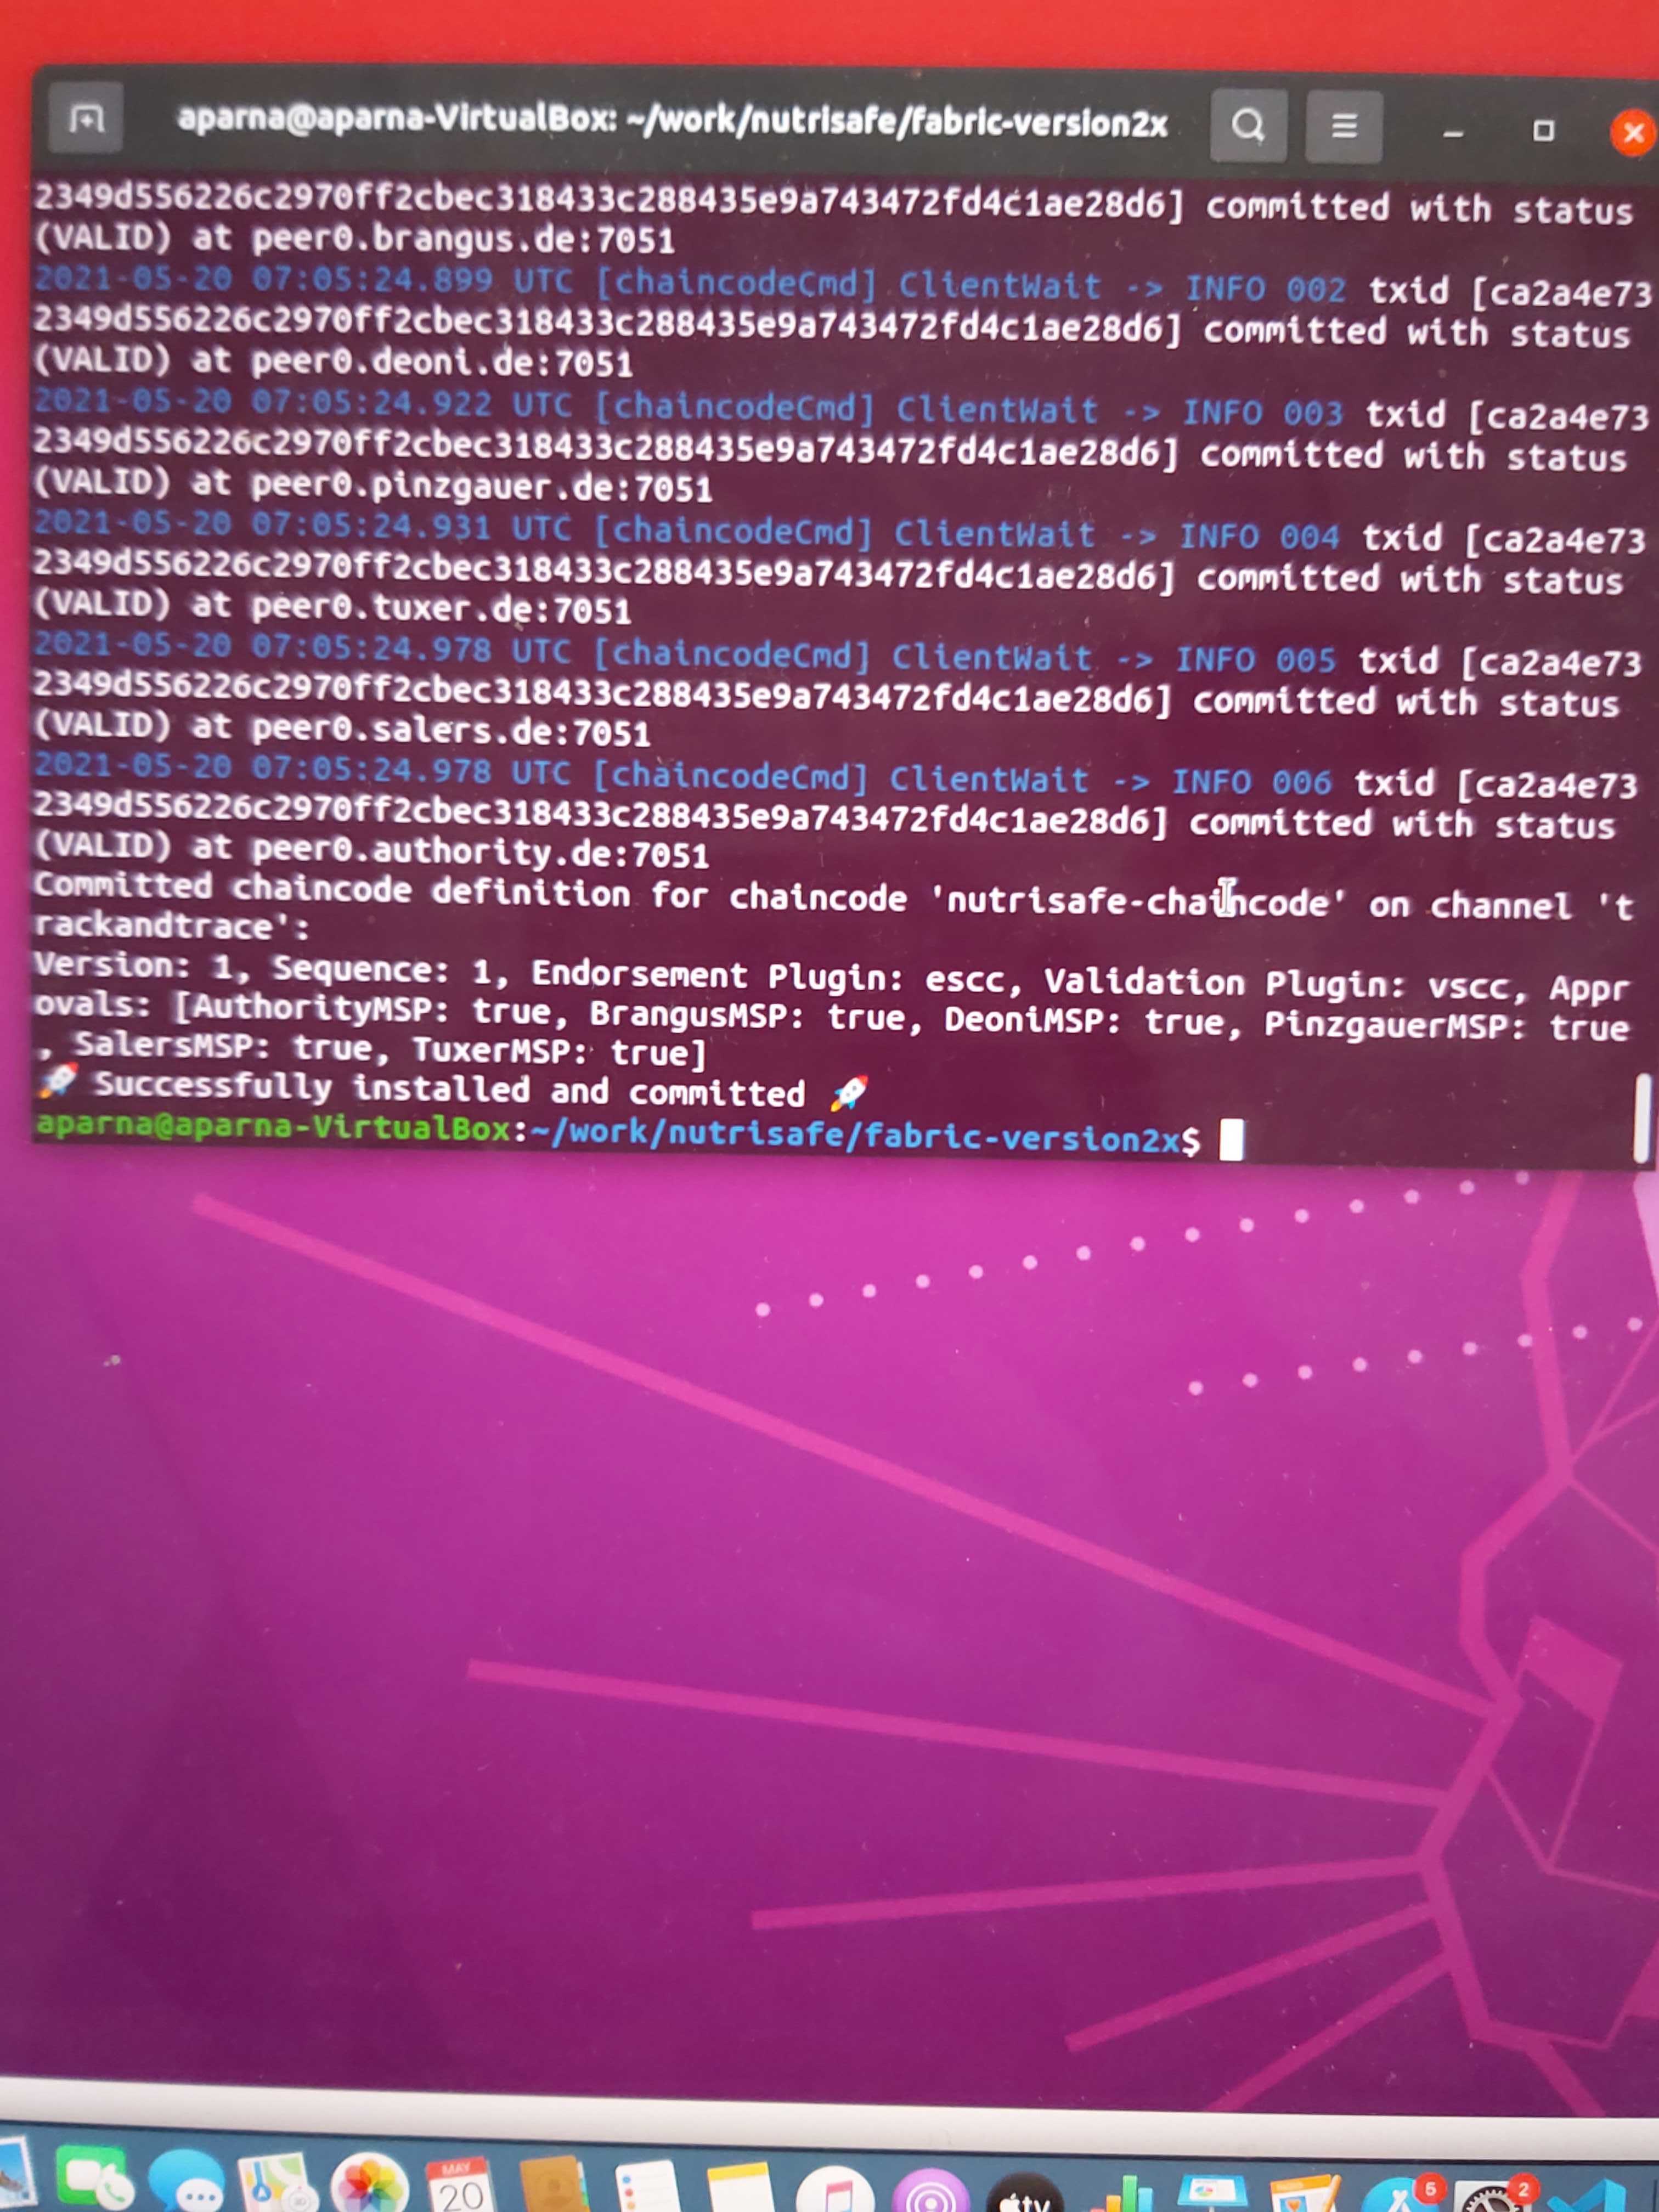 aparna@aparna-VirtualBox: ~/work/nutrisafe/fabric-version2x
2349d556226c2970ff2cbec318433c288435e9a743472fd4c1ae28d6] committed with status
(VALID) at peer0.brangus.de:7051
2021-05-20 07:05:24.899 UTC [chaincodeCmd] ClientWait -> INFO 002 txid [ca2a4e73
2349d556226c2970ff2cbec318433c288435e9a743472fd4c1ae28d6] committed with status
(VALID) at peer0.deoni.de:7051
2021-05-20 07:05:24.922 UTC [chaincodeCmd] ClientWait -> INFO 003 txid [ca2a4e73
2349d556226c2970ff2cbec318433c288435e9a743472fd4c1ae28d6] committed with status
(VALID) at peer0.pinzgauer.de:7051
2021-05-20 07:05:24.931 UTC [chaincodeCmd] ClientWait -> INFO 004 txid [ca2a4e73
2349d556226c2970ff2cbec318433c288435e9a743472fd4c1ae28d6] committed with status
(VALID) at peer0.tuxer.de:7051
2021-05-20 07:05:24.978 UTC [chaincodeCmd] ClientWait -> INFO 005 txid [ca2a4e73
2349d556226c2970ff2cbec318433c288435e9a743472fd4c1ae28d6] committed with status
(VALID) at peer0.salers.de:7051
2021-05-20 07:05:24.978 UTC [chaincodeCmd] ClientWait -> INFO 006 txid [ca2a4e73
2349d556226c2970ff2cbec318433c288435e9a743472fd4c1ae28d6] committed with status
(VALID) at peer0.authority.de:7051
Committed chaincode definition for chaincode 'nutrisafe-chaincode' on channel 't
rackandtrace':
Version: 1, Sequence: 1, Endorsement Plugin: escc, Validation Plugin: vscc, Appr
ovals: [AuthorityMSP: true, BrangusMSP: true, DeoniMSP: true, PinzgauerMSP: true
, SalersMSP: true, TuxerMSP: true]
🚀 Successfully installed and committed 🚀
aparna@aparna-VirtualBox:~/work/nutrisafe/fabric-version2x$
MAY
20
tv
5
2